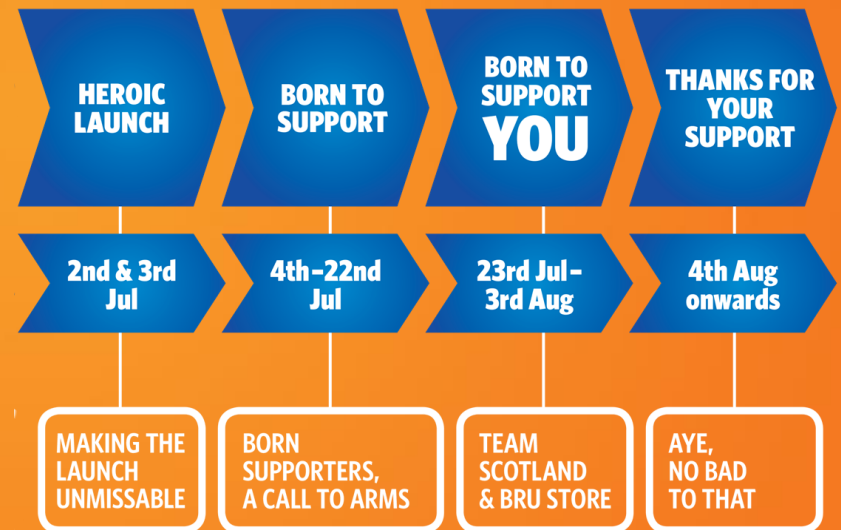 HEROIC
LAUNCH
BORN TO
SUPPORT
BORN TO
SUPPORT
YOU
THANKS FOR
YOUR
SUPPORT
2nd & 3rd
Jul
4th–22nd
Jul
23rd Jul–
3rd Aug
4th Aug
onwards
MAKING THE
LAUNCH
UNMISSABLE
BORN
SUPPORTERS,
A CALL TO ARMS
TEAM
SCOTLAND
& BRU STORE
AYE,
NO BAD
TO THAT